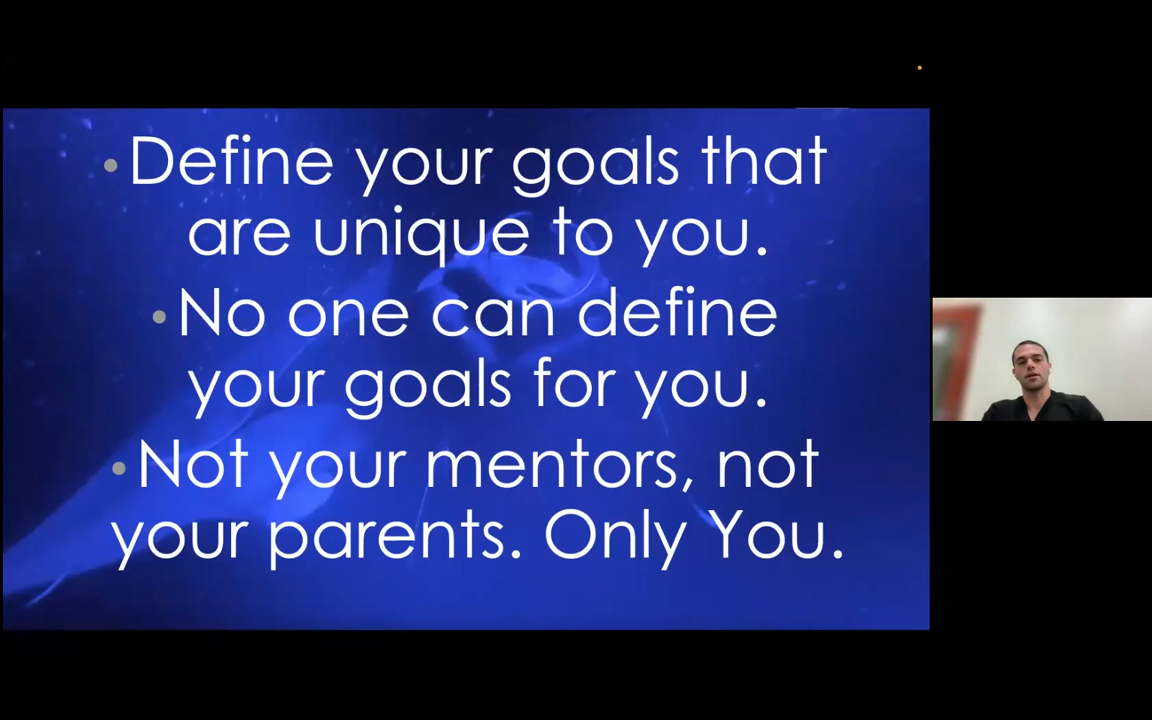 • Define your goals that
are unique to you.
• No one can define
your goals for you.
• Not your mentors, not
your parents. Only You.